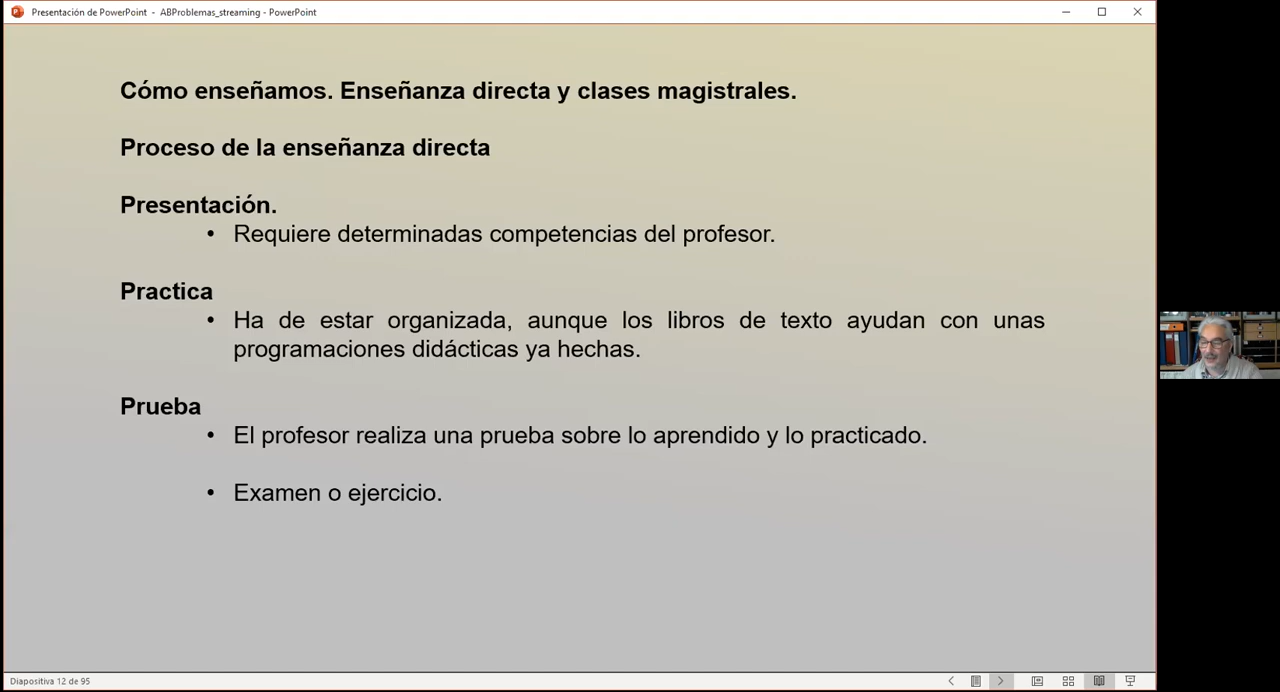 Presentación de PowerPoint - ABProblemas_streaming - PowerPoint
Cómo enseñamos. Enseñanza directa y clases magistrales.
Proceso de la enseñanza directa
Presentación.
• Requiere determinadas competencias del profesor.
Practica
• Ha de estar organizada, aunque los libros de texto ayudan con unas
programaciones didácticas ya hechas.
Prueba
• El profesor realiza una prueba sobre lo aprendido y lo practicado.
• Examen o ejercicio.
Diapositiva 12 de 95